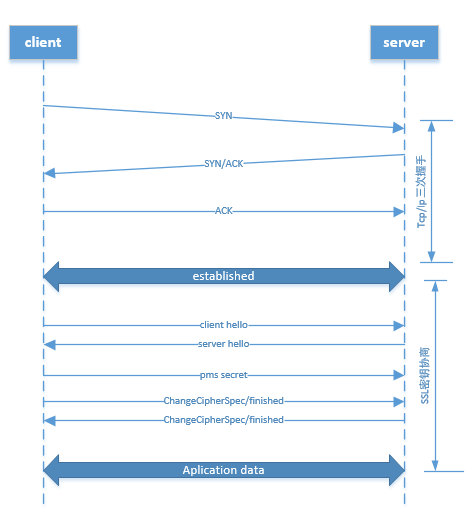 client
server
SYN
SYN/ACK
ACK
Tcp/Ip 三次握手
established
client hello
server hello
pms secret
ChangeCipherSpec/finished
ChangeCipherSpec/finished
SSL密钥协商
Aplication data